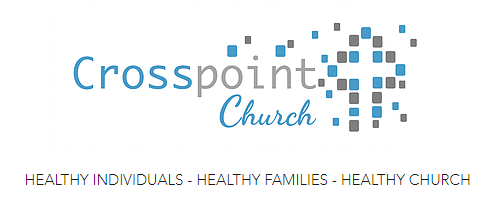 Crosspoint
Church
HEALTHY INDIVIDUALS - HEALTHY FAMILIES - HEALTHY CHURCH